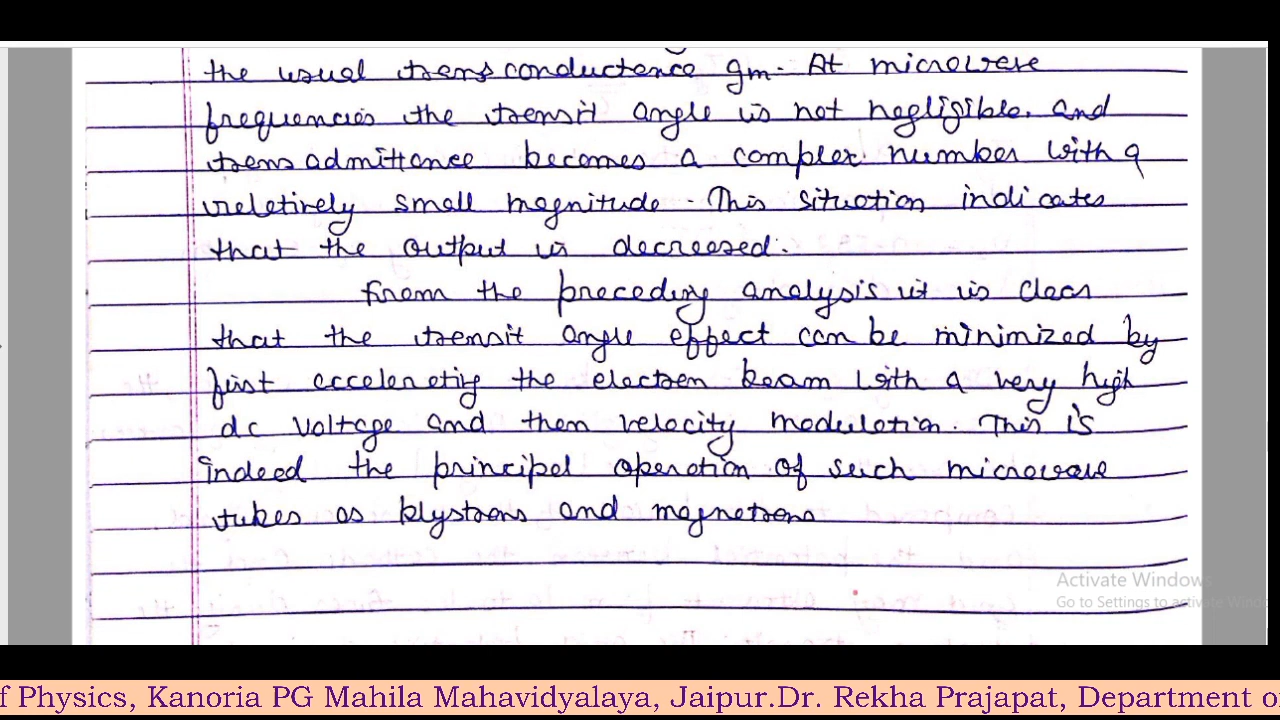 the usual transconductance gm. At microwave
frequencies the transit angle is not negligible, and
transadmittance becomes a complex number with a
relatively small magnitude. This situation indicates
that the output is decreased.
From the preceding analysis it is clear
that the transit angle effect can be minimized by
first accelerating the electron beam with a very high
dc voltage and then velocity modulation. This is
indeed the principal operation of such microwave
tubes as klystrons and magnetrons
Activate Windows
Go to Settings to activate Windo
f Physics, Kanoria PG Mahila Mahavidyalaya, Jaipur.Dr. Rekha Prajapat, Department o